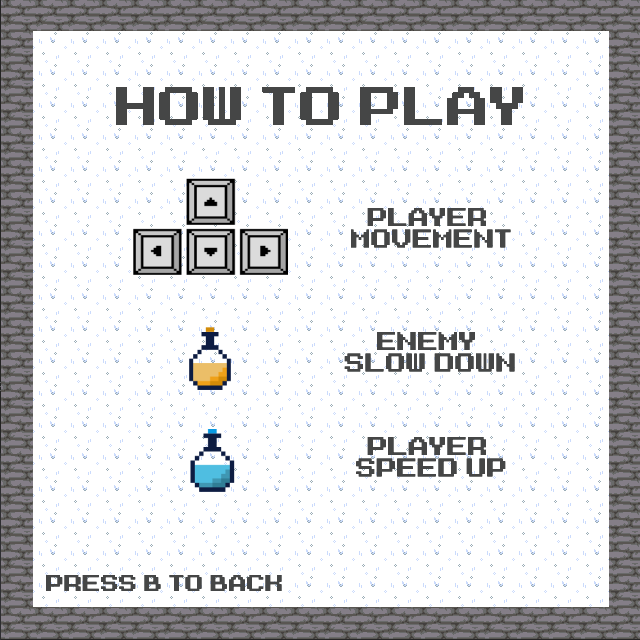 HOW TO PLAY
PLAYER
MOVEMENT
ENEMY
SLOW DOWN
PLAYER
SPEED UP
PRESS B TO BACK